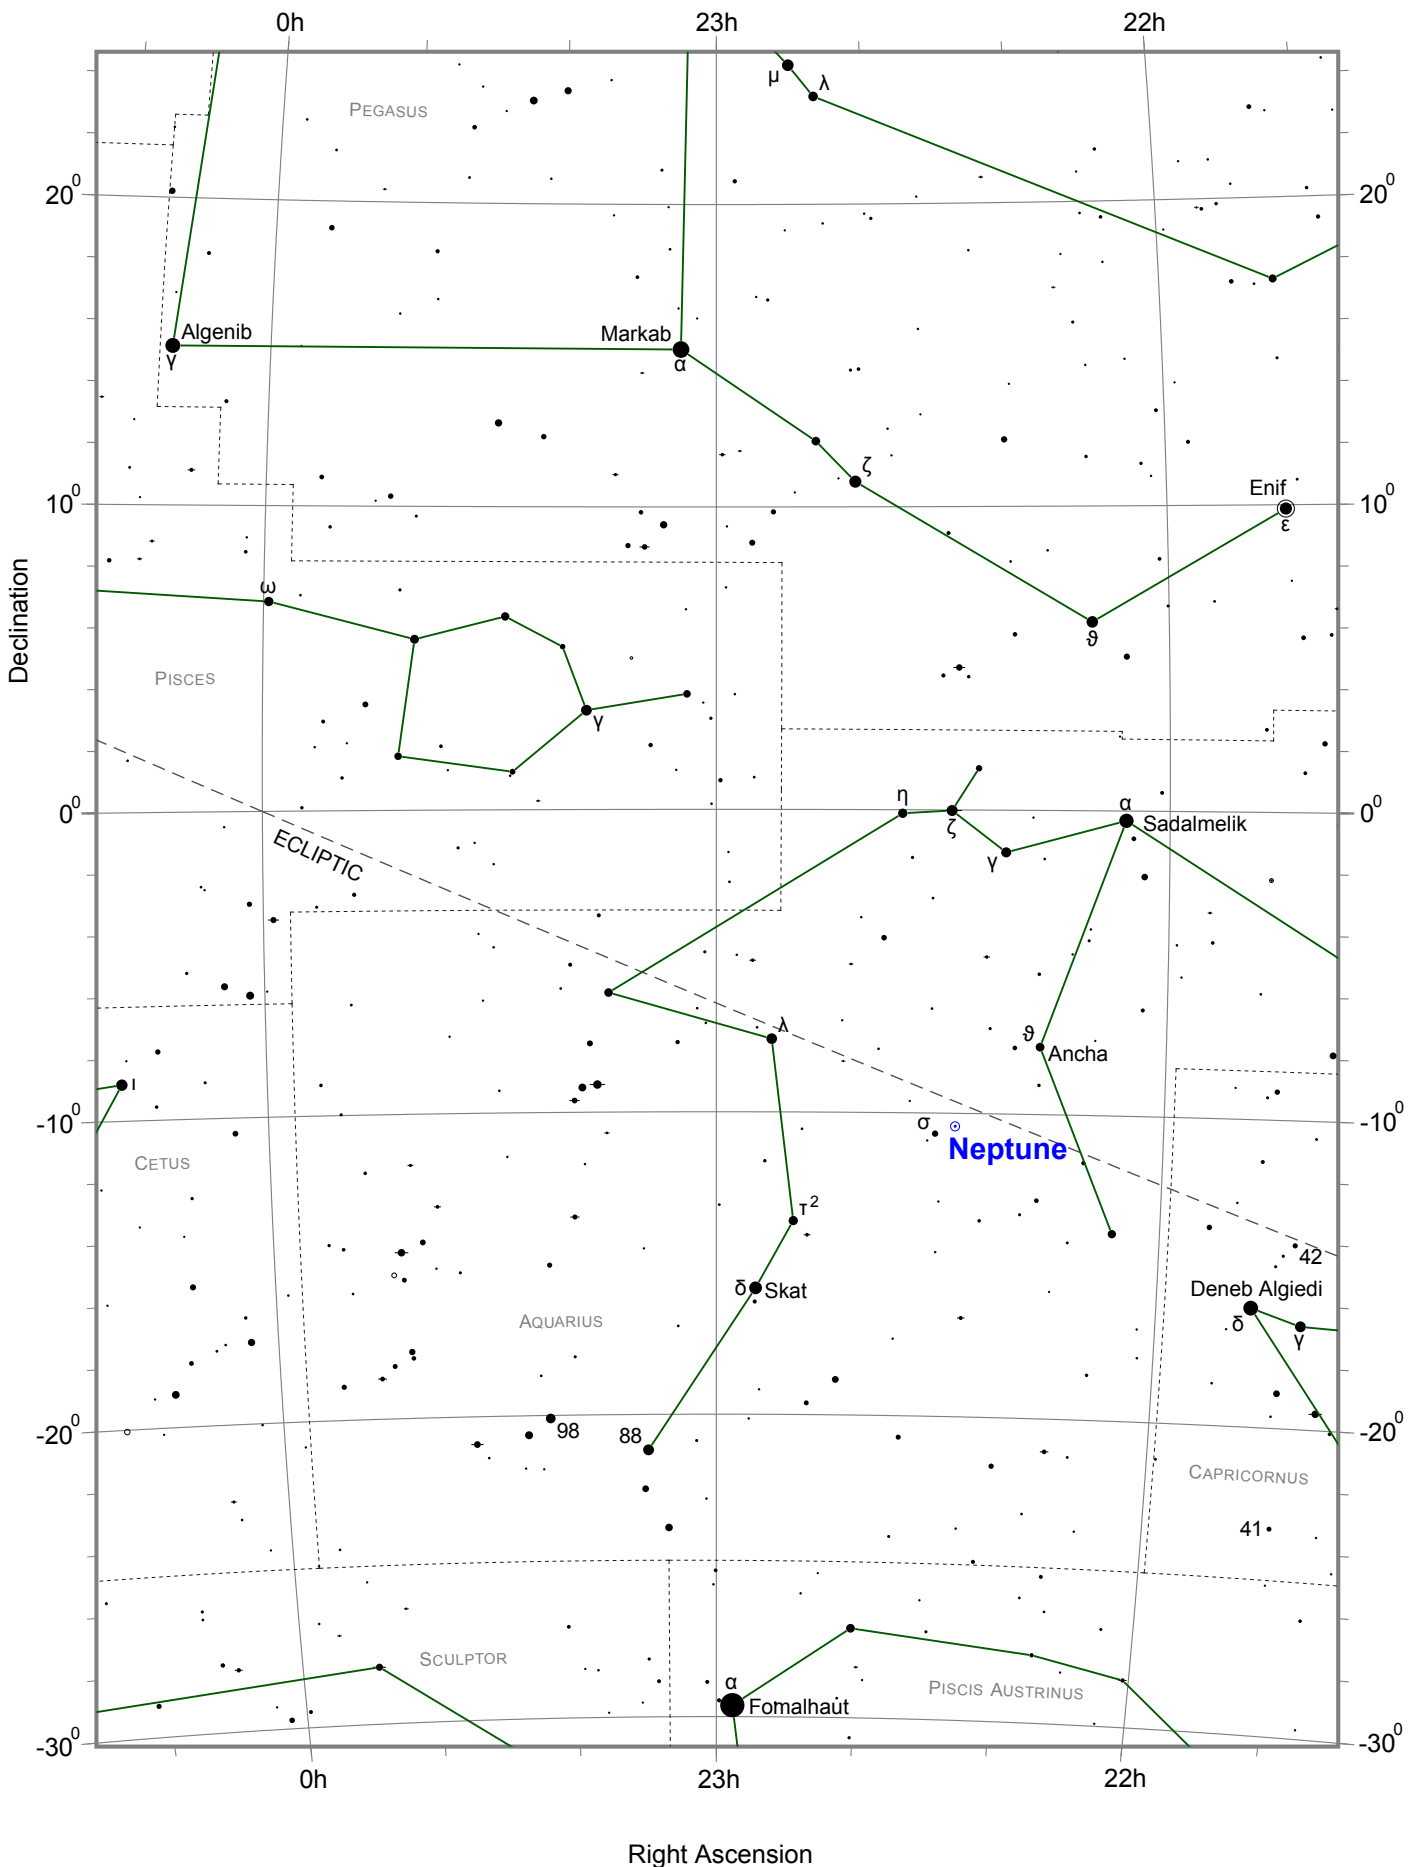 0h 23h 22h
μ λ
PEGASUS
20⁰ 20⁰
Algenib Markab
γ α
ζ
Enif
10⁰ 10⁰
ε
Declination
ω
ϑ
PISCES
γ
η α
0⁰ 0⁰
ζ Sadalmelik
ECLIPTIC
γ
λ ϑ
Ancha
ι
-10⁰ σ -10⁰
Neptune
CETUS
τ²
42
δ Skat Deneb Algiedi
AQUARIUS δ
γ
-20⁰ 98 88 -20⁰
CAPRICORNUS
41
SCULPTOR
α PISCIS AUSTRINUS
Fomalhaut
-30⁰ -30⁰
0h 23h 22h
Right Ascension